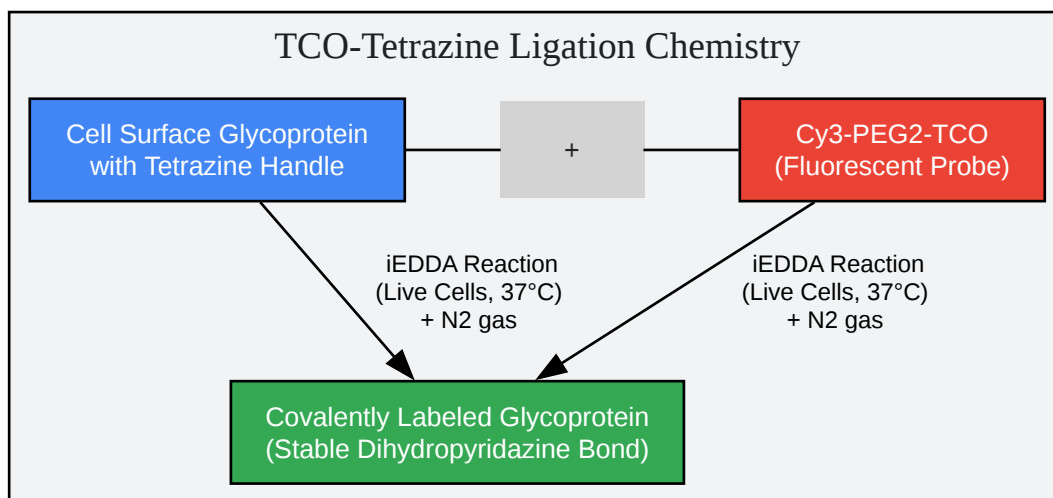 TCO-Tetrazine Ligation Chemistry
Cell Surface Glycoprotein
with Tetrazine Handle
+
Cy3-PEG2-TCO
(Fluorescent Probe)
iEDDA Reaction
(Live Cells, 37°C)
+ N2 gas
iEDDA Reaction
(Live Cells, 37°C)
+ N2 gas
Covalently Labeled Glycoprotein
(Stable Dihydropyridazine Bond)